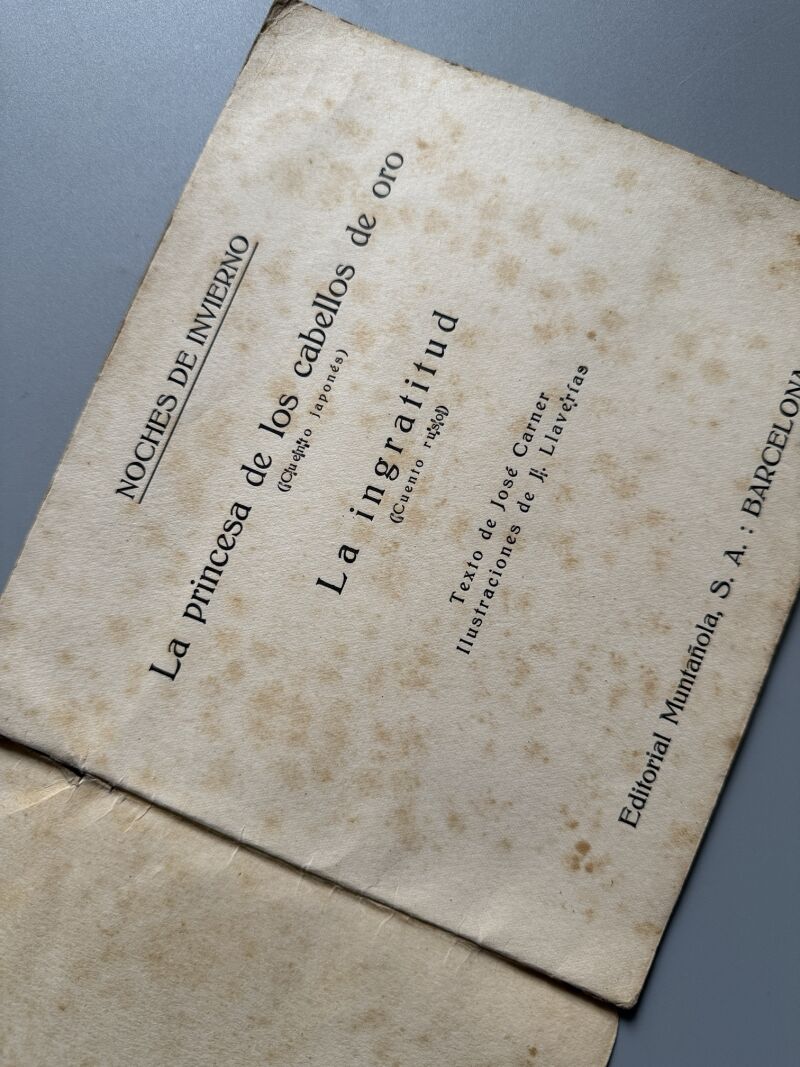 NOCHES DE INVIERNO
La princesa de los cabellos de oro
(Cuento japonés)
La ingratitud
(Cuento ruso)
Texto de José Carner
Ilustraciones de J. Llaverías
Editorial Muntañola, S. A. : BARCELONA